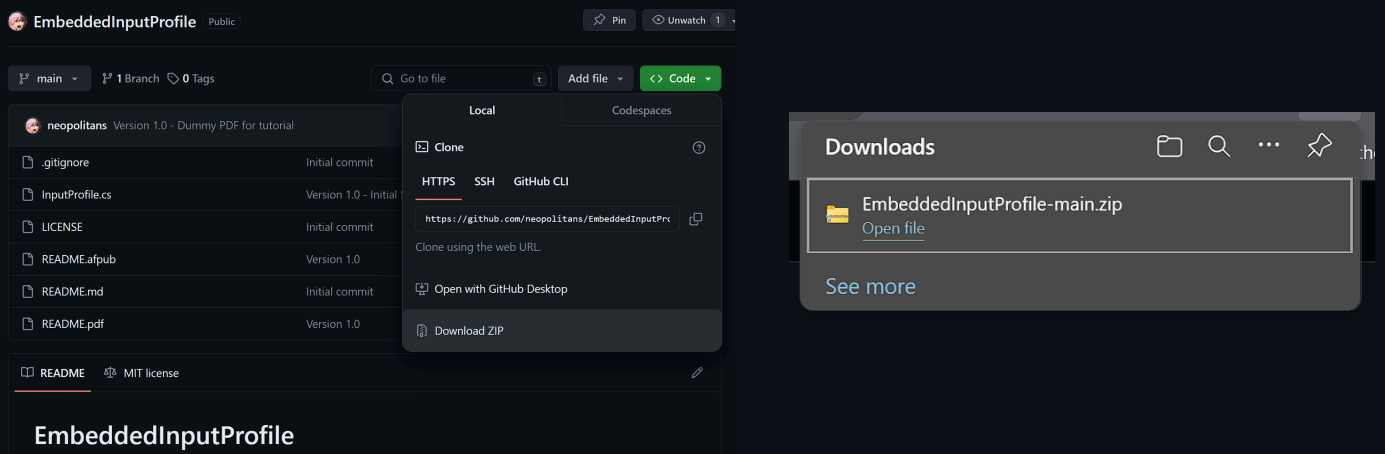 EmbeddedInputProfile Public Pin Unwatch 1
main 1 Branch 0 Tags Go to file t Add file <> Code
neopolitans Version 1.0 - Dummy PDF for tutorial
.gitignore Initial commit
InputProfile.cs Version 1.0 - Initial
LICENSE Initial commit
README.afpub Version 1.0
README.md Initial commit
README.pdf Version 1.0
Local Codespaces
Clone
HTTPS SSH GitHub CLI
https://github.com/neopolitans/EmbeddedInputPro
Clone using the web URL.
Open with GitHub Desktop
Download ZIP
README MIT license
EmbeddedInputProfile
Downloads
EmbeddedInputProfile-main.zip
Open file
See more